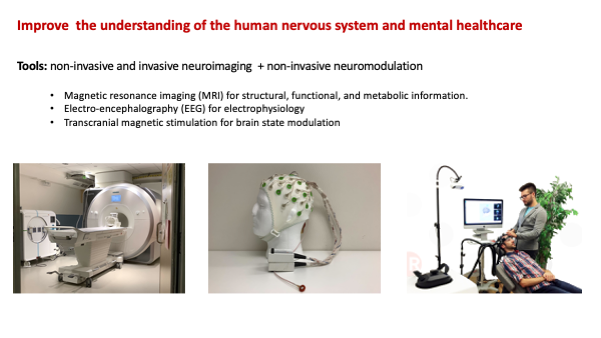 Improve the understanding of the human nervous system and mental healthcare
Tools: non-invasive and invasive neuroimaging + non-invasive neuromodulation
• Magnetic resonance imaging (MRI) for structural, functional, and metabolic information.
• Electro-encephalography (EEG) for electrophysiology
• Transcranial magnetic stimulation for brain state modulation